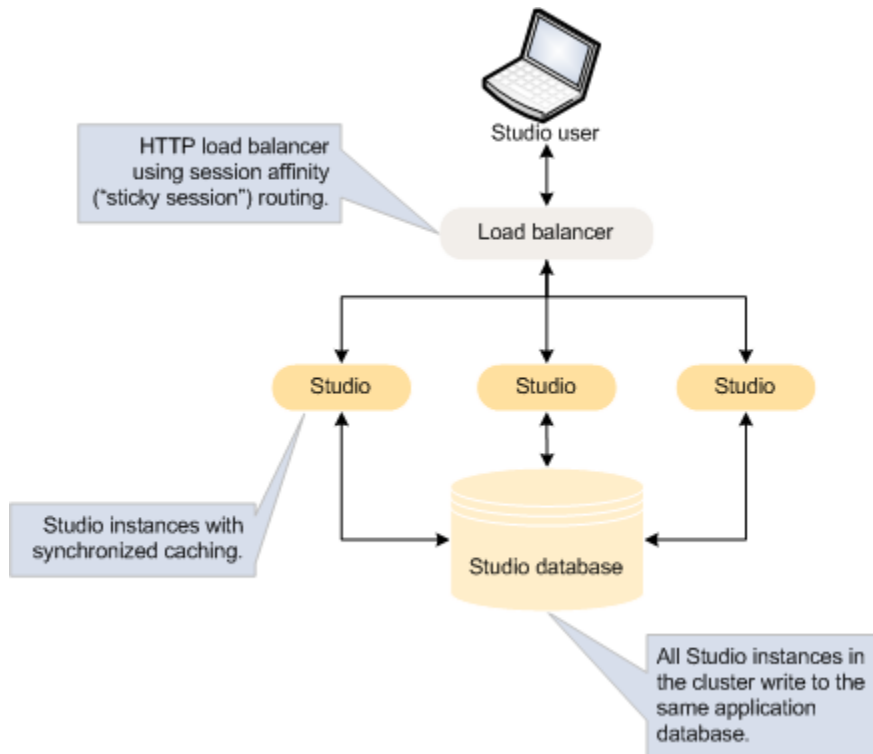 Studio user
HTTP load balancer
using session affinity
(“sticky session”) routing.
Load balancer
Studio
Studio
Studio
Studio instances with
synchronized caching.
Studio database
All Studio instances in
the cluster write to the
same application
database.